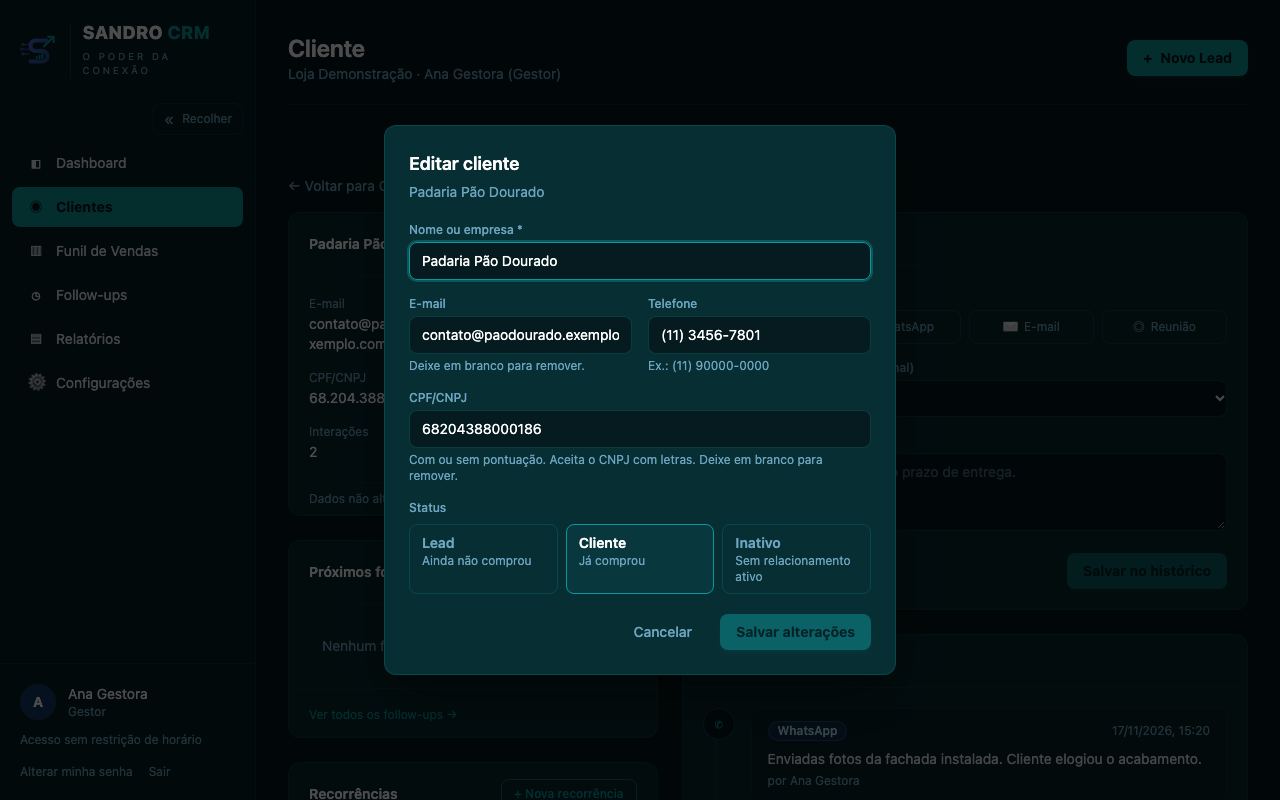 SANDRO CRM
O PODER DA
CONEXÃO
« Recolher
Dashboard
Clientes
Funil de Vendas
Follow-ups
Relatórios
Configurações
A
Ana Gestora
Gestor
Acesso sem restrição de horário
Alterar minha senha
Sair
Cliente
Loja Demonstração · Ana Gestora (Gestor)
+ Novo Lead
← Voltar para C
Padaria Pão
E-mail
contato@pa
xemplo.com
CPF/CNPJ
68.204.388
Interações
2
Dados não alt
Próximos fo
Nenhum f
Ver todos os follow-ups →
Recorrências
+ Nova recorrência
Editar cliente
Padaria Pão Dourado
Nome ou empresa *
Padaria Pão Dourado
E-mail
Telefone
contato@paodourado.exemplo
(11) 3456-7801
Deixe em branco para remover.
Ex.: (11) 90000-0000
CPF/CNPJ
68204388000186
Com ou sem pontuação. Aceita o CNPJ com letras. Deixe em branco para
remover.
Status
Lead
Ainda não comprou
Cliente
Já comprou
Inativo
Sem relacionamento
ativo
Cancelar
Salvar alterações
atsApp
E-mail
Reunião
nal)
prazo de entrega.
Salvar no histórico
WhatsApp
17/11/2026, 15:20
Enviadas fotos da fachada instalada. Cliente elogiou o acabamento.
por Ana Gestora